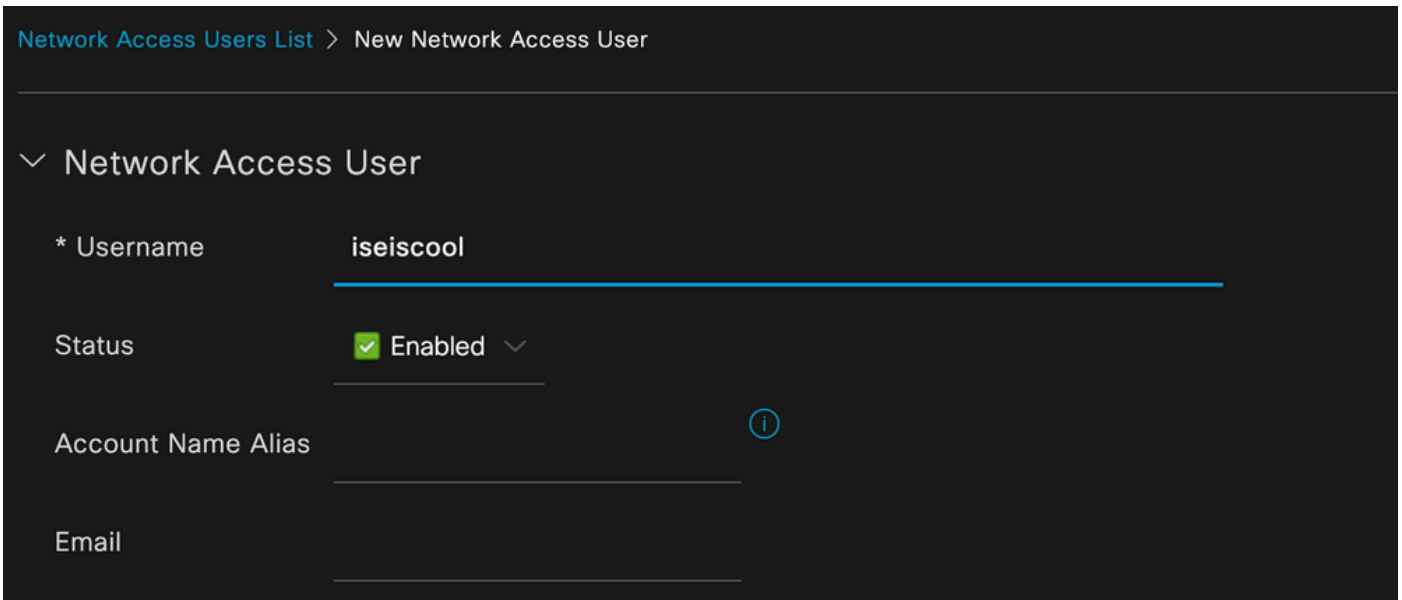 Network Access Users List > New Network Access User
Network Access User
* Username iseiscool
Status Enabled
Account Name Alias
Email